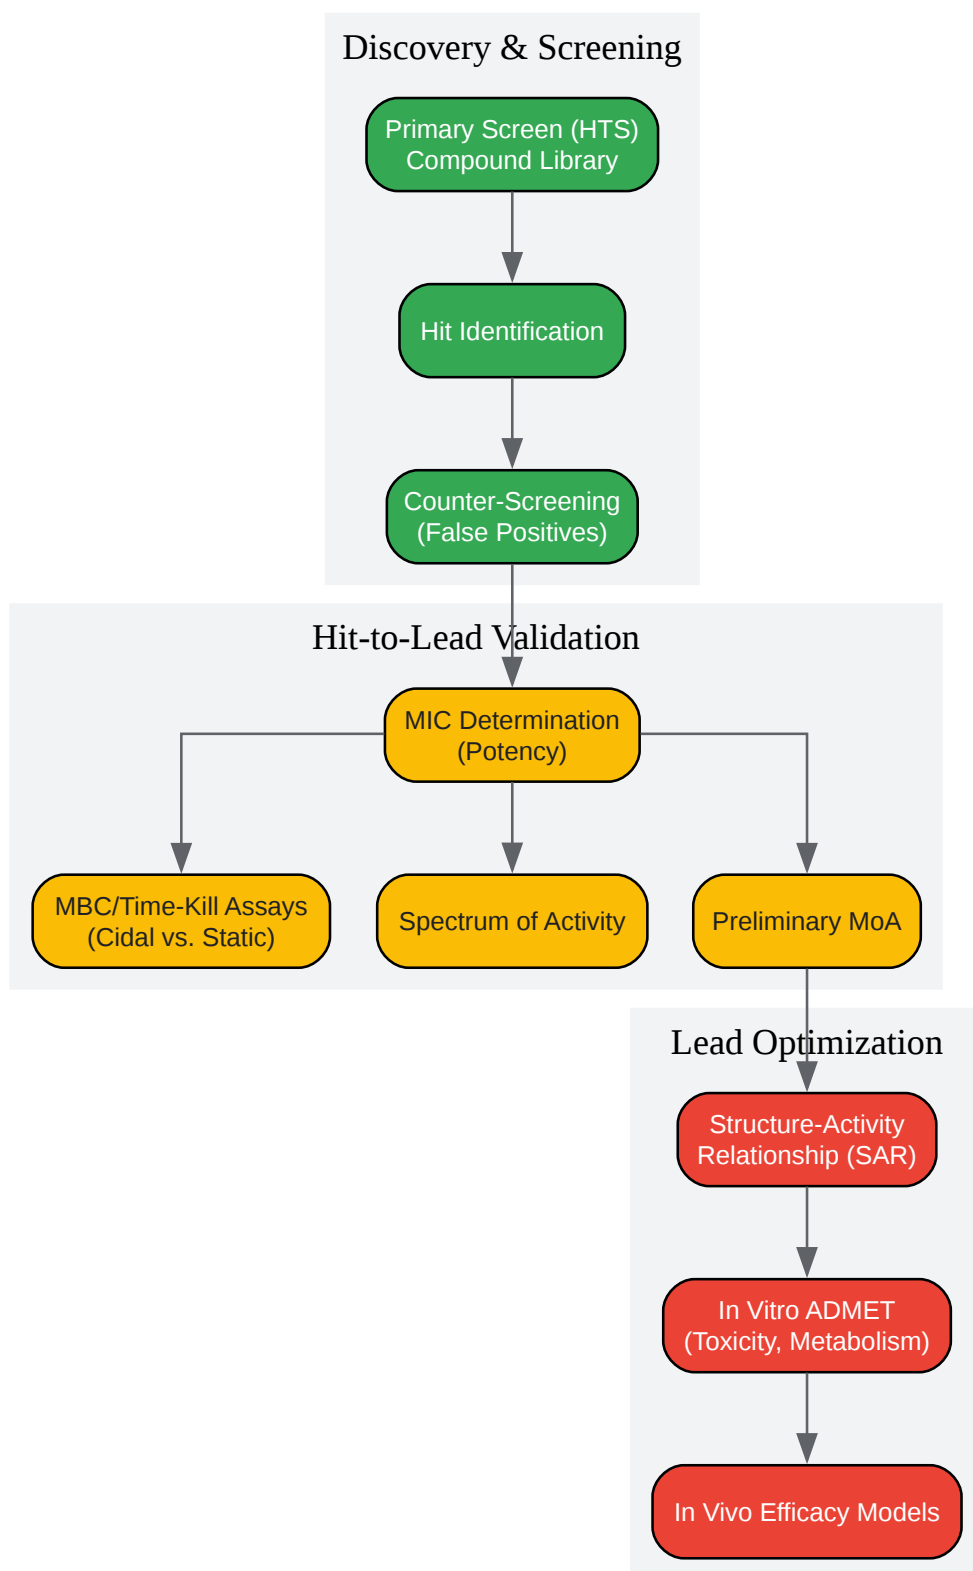 Discovery & Screening
Primary Screen (HTS)
Compound Library
Hit Identification
Counter-Screening
(False Positives)
Hit-to-Lead Validation
MIC Determination
(Potency)
MBC/Time-Kill Assays
(Cidal vs. Static)
Spectrum of Activity
Preliminary MoA
Lead Optimization
Structure-Activity
Relationship (SAR)
In Vitro ADMET
(Toxicity, Metabolism)
In Vivo Efficacy Models